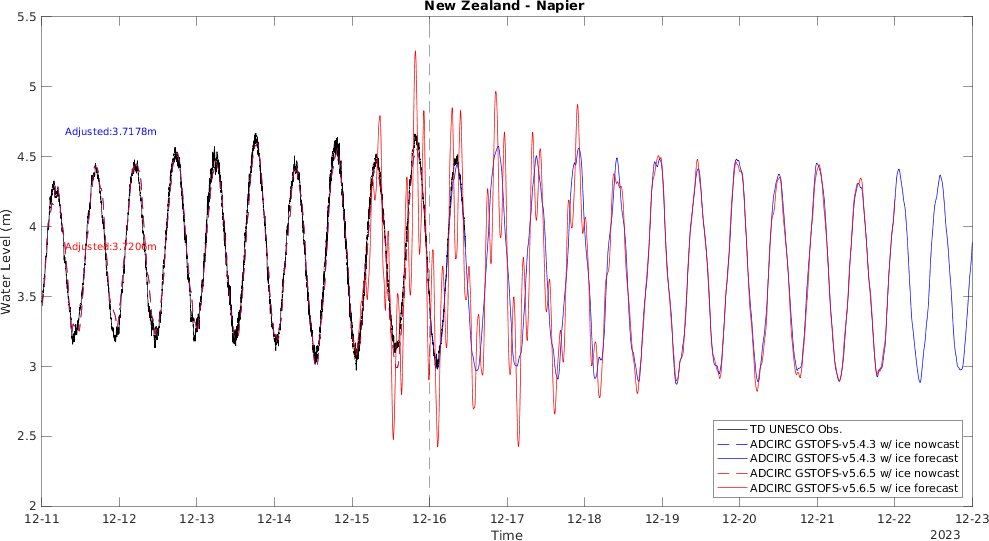 New Zealand - Napier
5.5
5
4.5
4
3.5
3
2.5
2
Water Level (m)
Adjusted:3.7178m
Adjusted:3.7206m
TD UNESCO Obs.
ADCIRC GSTOFS-v5.4.3 w/ ice nowcast
ADCIRC GSTOFS-v5.4.3 w/ ice forecast
ADCIRC GSTOFS-v5.6.5 w/ ice nowcast
ADCIRC GSTOFS-v5.6.5 w/ ice forecast
12-11 12-12 12-13 12-14 12-15 12-16 12-17 12-18 12-19 12-20 12-21 12-22 12-23
Time
2023